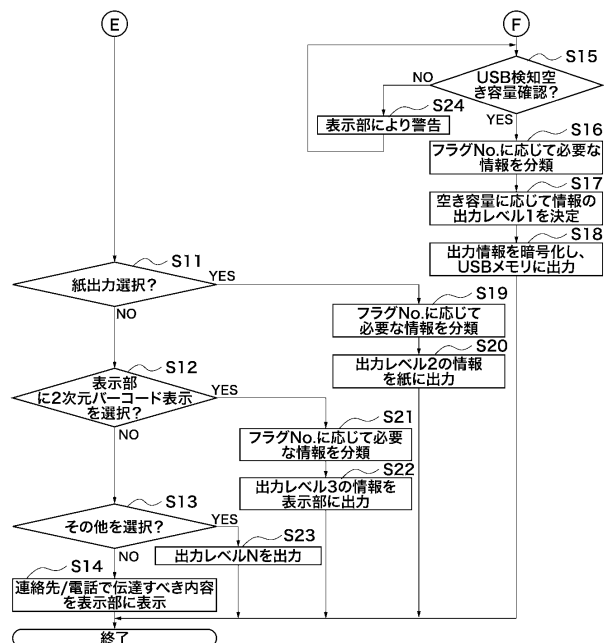 E
F
S15
USB検知空
き容量確認?
NO
YES
S24
表示部により警告
S16
フラグNo.に応じて必要な
情報を分類
S17
空き容量に応じて情報の
出力レベル1を決定
S18
出力情報を暗号化し、
USBメモリに出力
S11
紙出力選択?
YES
NO
S19
フラグNo.に応じて
必要な情報を分類
S20
出力レベル2の情報
を紙に出力
S12
表示部
に2次元バーコード表示
を選択?
YES
NO
S21
フラグNo.に応じて必要
な情報を分類
S22
出力レベル3の情報を
表示部に出力
S13
その他を選択?
YES
NO
S23
出力レベルNを出力
S14
連絡先/電話で伝達すべき内容
を表示部に表示
終了